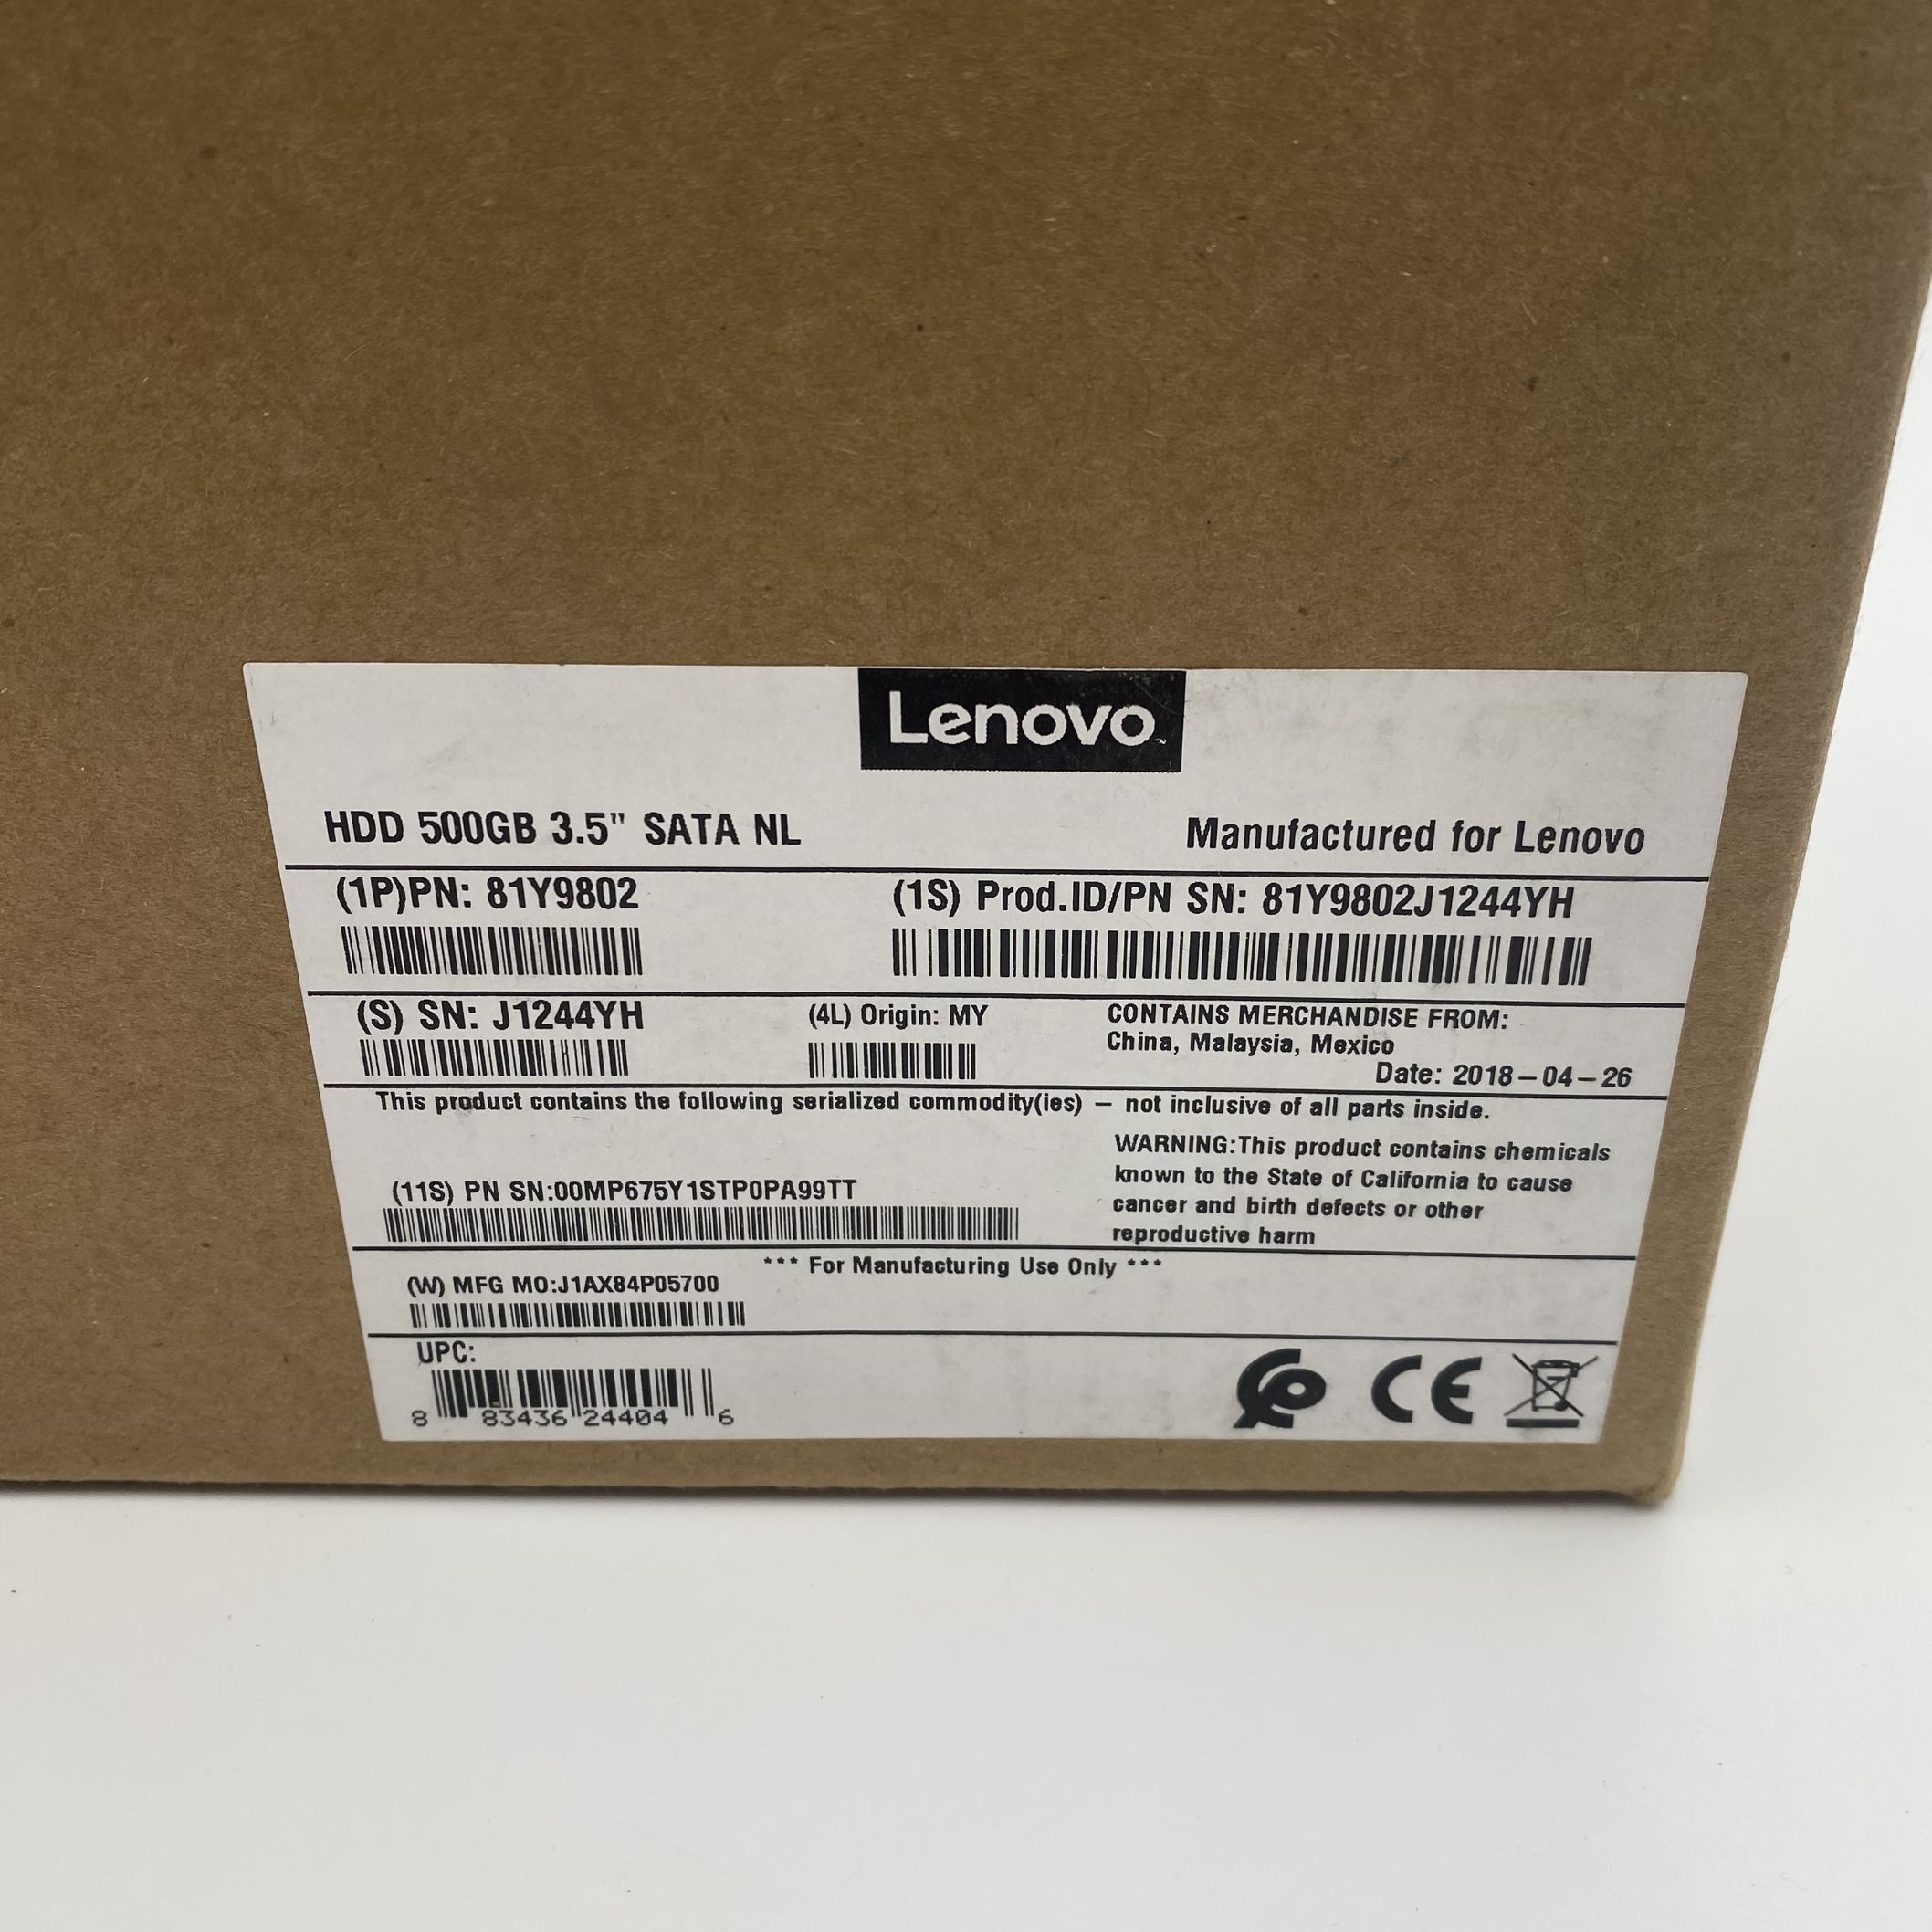 Lenovo
HDD 500GB 3.5" SATA NL
Manufactured for Lenovo
(1P)PN: 81Y9802
(1S) Prod.ID/PN SN: 81Y9802J1244YH
(S) SN: J1244YH
(4L) Origin: MY
CONTAINS MERCHANDISE FROM:
China, Malaysia, Mexico
Date: 2018-04-26
This product contains the following serialized commodity(ies) — not inclusive of all parts inside.
WARNING:This product contains chemicals
known to the State of California to cause
cancer and birth defects or other
reproductive harm
(11S) PN SN:00MP675Y1STP0PA99TT
*** For Manufacturing Use Only ***
(W) MFG MO:J1AX84P05700
UPC:
8 83436 24404 6
CE